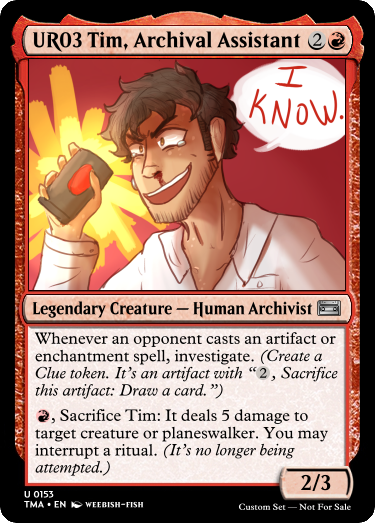 UR03 Tim, Archival Assistant 2
I
KNOW.
Legendary Creature — Human Archivist
Whenever an opponent casts an artifact or
enchantment spell, investigate. (Create a
Clue token. It's an artifact with “2, Sacrifice
this artifact: Draw a card.”)
, Sacrifice Tim: It deals 5 damage to
target creature or planeswalker. You may
interrupt a ritual. (It's no longer being
attempted.)
2/3
U 0153
TMA • EN WEEBISH-FISH
Custom Set — Not For Sale